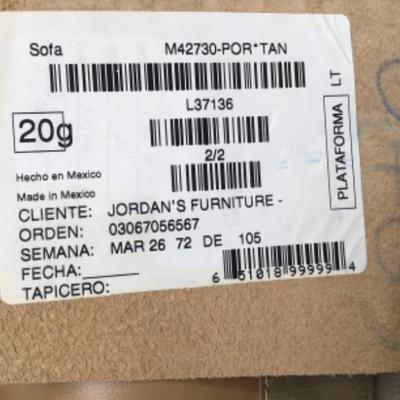 Sofa M42730-POR*TAN
L37136
20g
2/2
PLATAFORMA LT
Hecho en Mexico
Made in Mexico
CLIENTE: JORDAN'S FURNITURE -
ORDEN: 03067056567
SEMANA: MAR 26 72 DE 105
FECHA:______
TAPICERO:
6 51018 99999 4